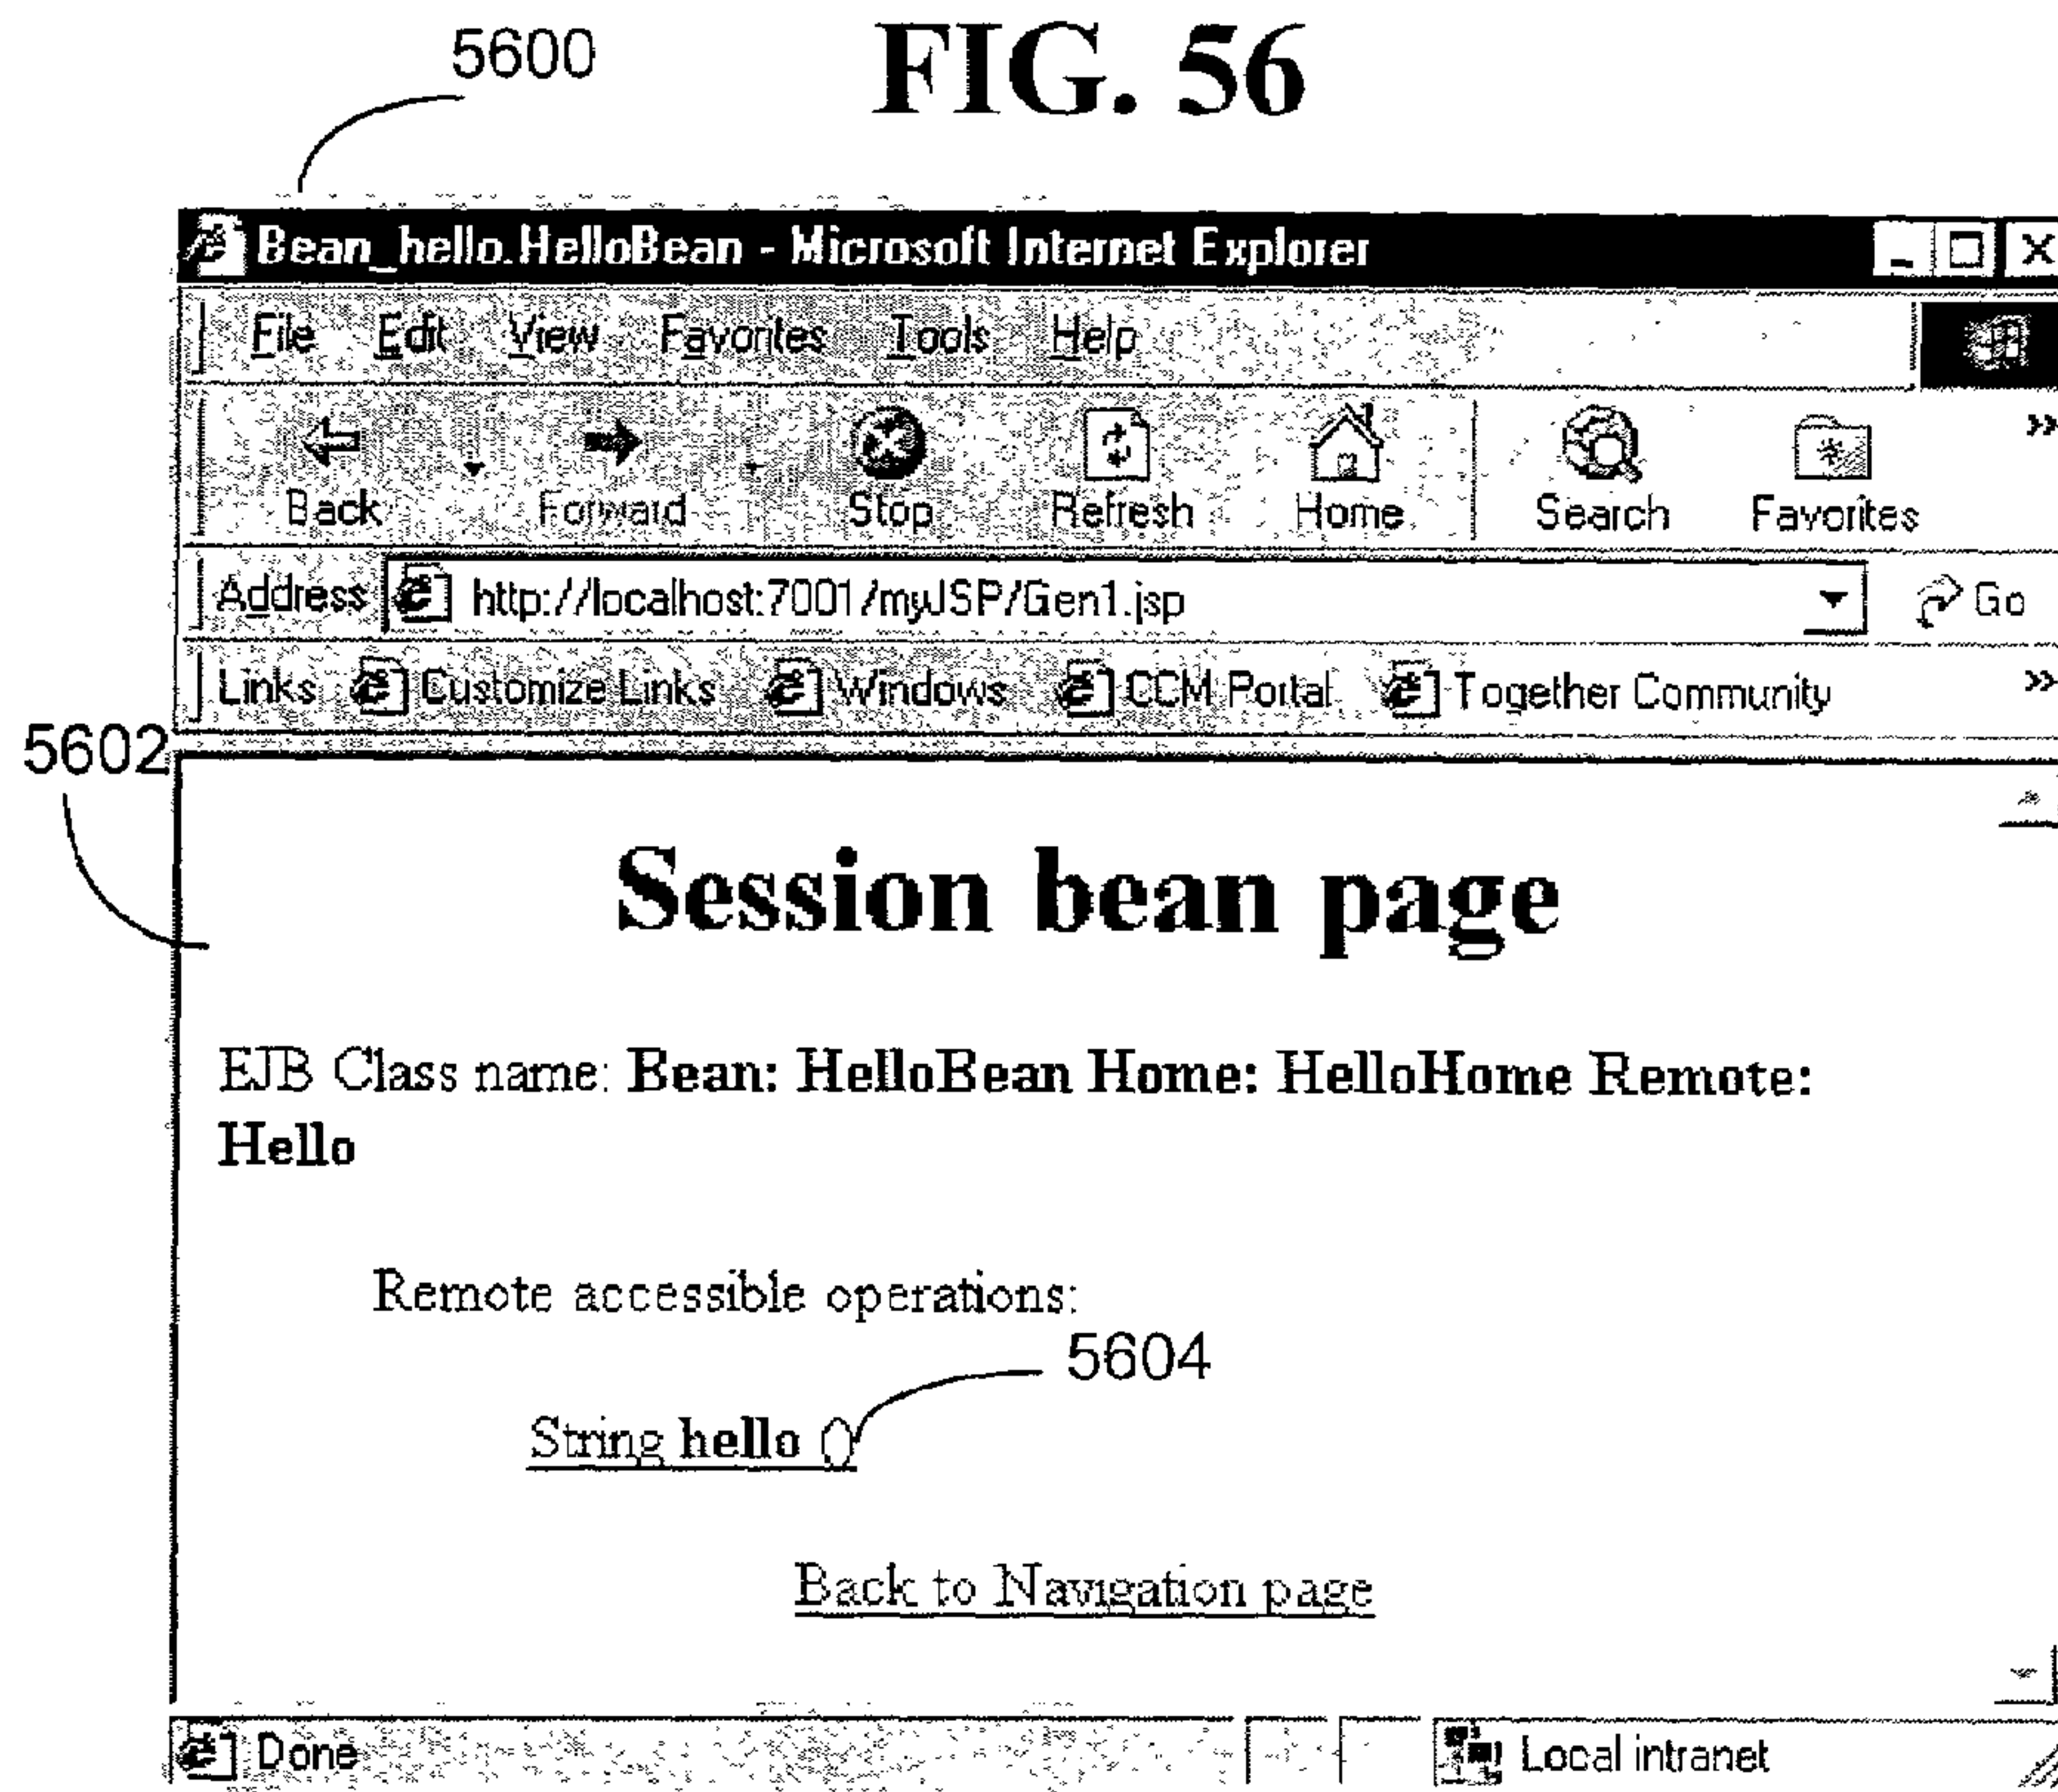 5600
FIG. 56
Bean_hello.HelloBean - Microsoft Internet Explorer
File Edit View Favorites Tools Help
Back Forward Stop Refresh Home Search Favorites »
Address http://localhost:7001/myJSP/Gen1.jsp Go
Links Customize Links Windows CCM Portal Together Community »
5602
Session bean page
EJB Class name: Bean: HelloBean Home: HelloHome Remote:
Hello
Remote accessible operations:
5604
String hello ()
Back to Navigation page
Done Local intranet